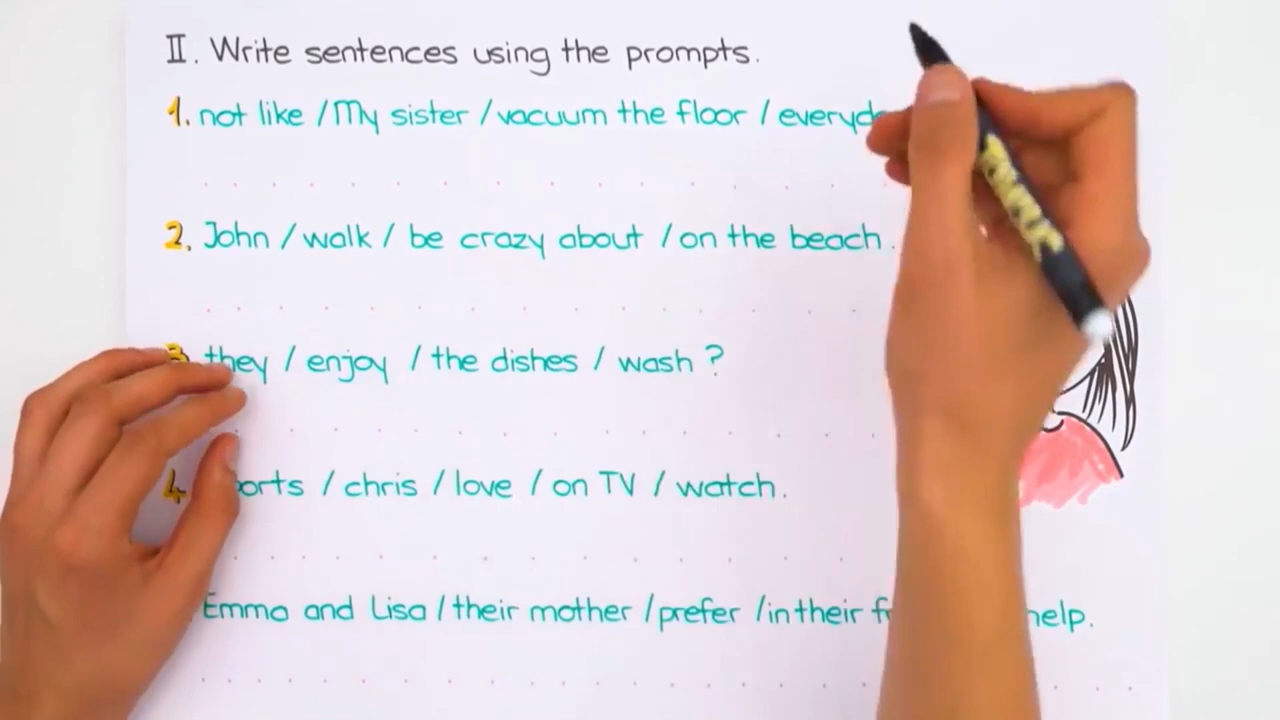 II. Write sentences using the prompts.
1. not like / My sister / vacuum the floor /
2. John / walk / be crazy about / on the beach.
they / enjoy / the dishes / wash ?
4. / chris / love / on TV / watch.
Emma and Lisa / their mother / prefer / in their help.